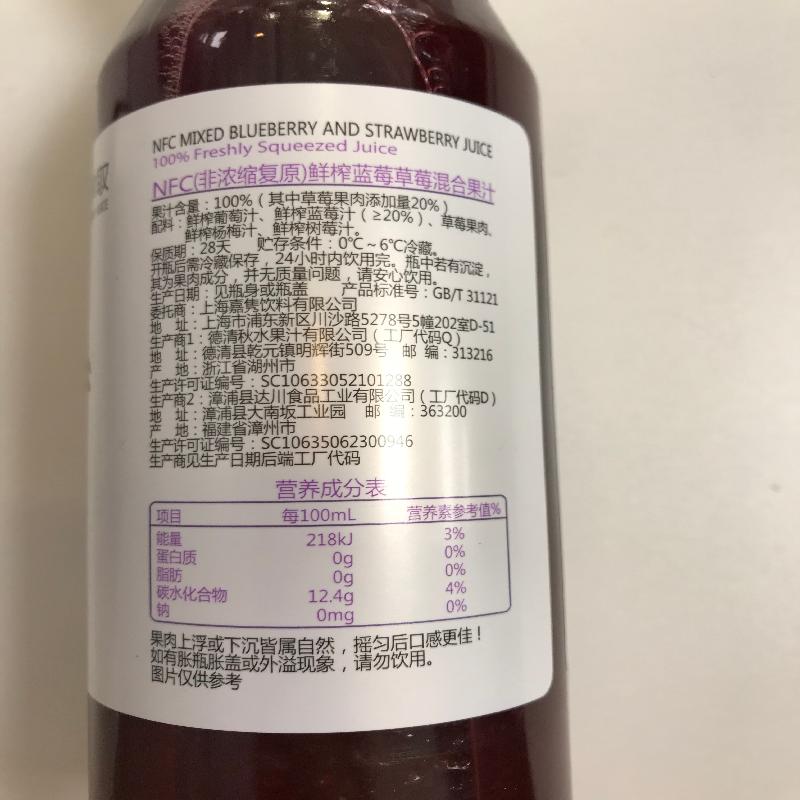 取
NFC MIXED BLUEBERRY AND STRAWBERRY JUICE
100% Freshly Squeezed Juice
NFC(非浓缩复原)鲜榨蓝莓草莓混合果汁
果汁含量：100%（其中草莓果肉添加量20%）
配料：鲜榨葡萄汁、鲜榨蓝莓汁（≥20%）、草莓果肉、
鲜榨杨梅汁、鲜榨树莓汁。
保质期：28天 贮存条件：0℃～6℃冷藏。
开瓶后需冷藏保存，24小时内饮用完。瓶中若有沉淀，
其为果肉成分，并无质量问题，请安心饮用。
生产日期：见瓶身或瓶盖 产品标准号：GB/T 31121
委托商：上海嘉隽饮料有限公司
地 址：上海市浦东新区川沙路5278号5幢202室D-51
生产商1：德清秋水果汁有限公司（工厂代码Q）
地 址：德清县乾元镇明辉街509号 邮 编：313216
产 地：浙江省湖州市
生产许可证编号：SC10633052101288
生产商2：漳浦县达川食品工业有限公司（工厂代码D）
地 址：漳浦县大南坂工业园 邮 编：363200
产 地：福建省漳州市
生产许可证编号：SC10635062300946
生产商见生产日期后端工厂代码
营养成分表
项目 每100mL 营养素参考值%
能量 218kJ 3%
蛋白质 0g 0%
脂肪 0g 0%
碳水化合物 12.4g 4%
钠 0mg 0%
果肉上浮或下沉皆属自然，摇匀后口感更佳！
如有胀瓶胀盖或外溢现象，请勿饮用。
图片仅供参考